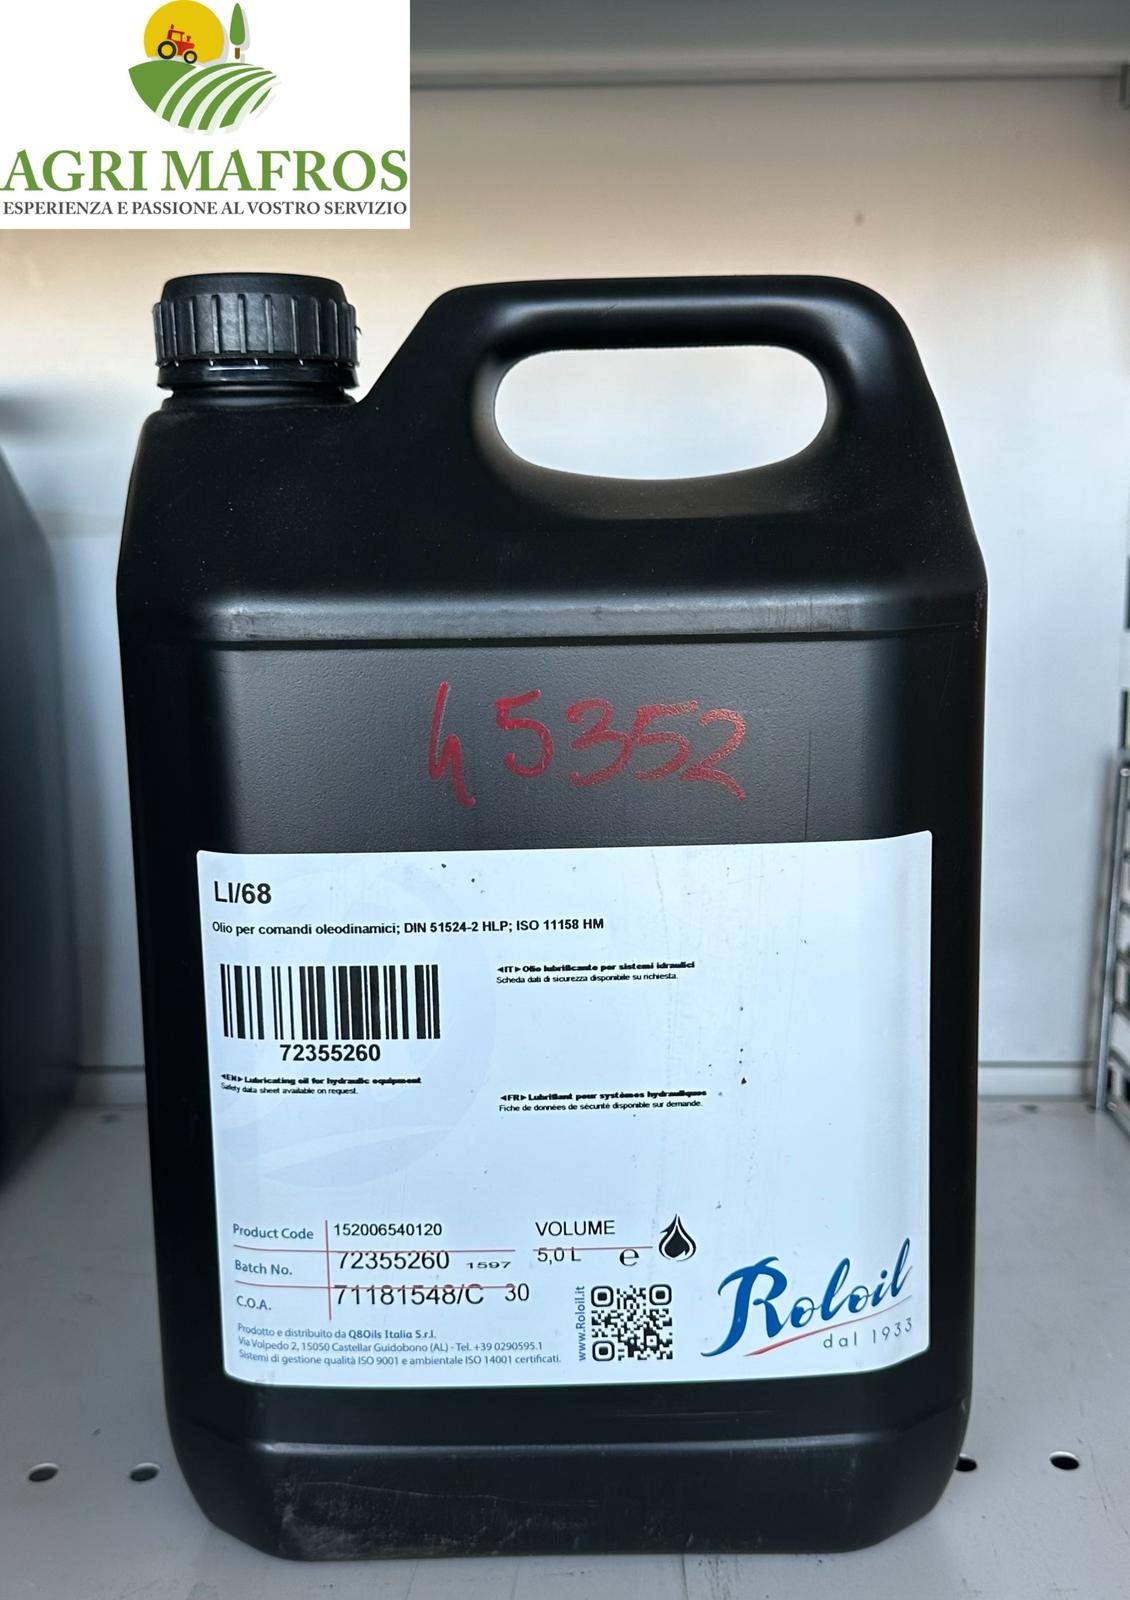 AGRI MAFROS
ESPERIENZA E PASSIONE AL VOSTRO SERVIZIO
45352
LI/68
Olio per comandi oleodinamici; DIN 51524-2 HLP; ISO 11158 HM
72355260
◄IT► Olio lubrificante per sistemi idraulici
Scheda dati di sicurezza disponibile su richiesta.
◄EN► Lubricating oil for hydraulic equipment
Safety data sheet available on request.
◄FR► Lubrifiant pour systèmes hydrauliques
Fiche de données de sécurité disponible sur demande.
Product Code 152006540120
Batch No. 72355260 1597
C.O.A. 71181548/C 30
VOLUME
5,0 L e
Prodotto e distribuito da Q8Oils Italia S.r.l.
Via Volpedo 2, 15050 Castellar Guidobono (AL) - Tel. +39 0290595.1
Sistemi di gestione qualità ISO 9001 e ambientale ISO 14001 certificati.
www.Roloil.it
Roloil
dal 1933